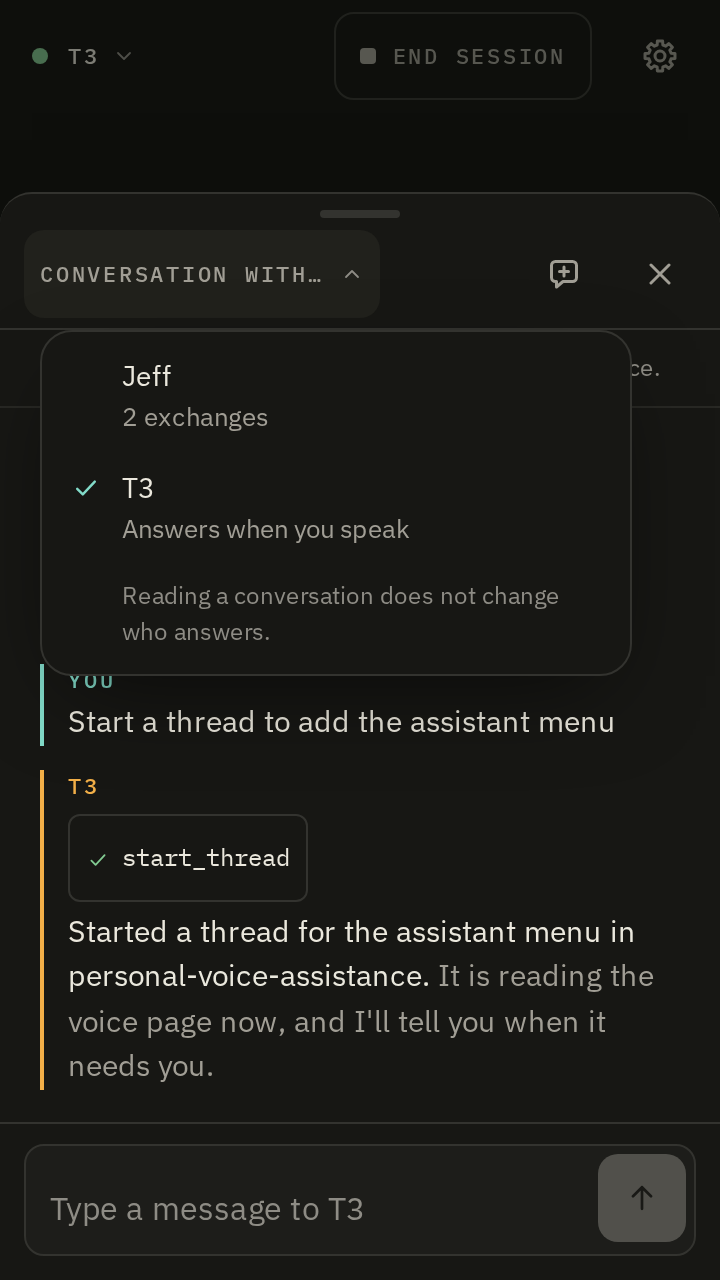 T3
END SESSION
CONVERSATION WITH…
ce.
Jeff
2 exchanges
T3
Answers when you speak
Reading a conversation does not change
who answers.
YOU
Start a thread to add the assistant menu
T3
start_thread
Started a thread for the assistant menu in
personal-voice-assistance. It is reading the
voice page now, and I'll tell you when it
needs you.
Type a message to T3